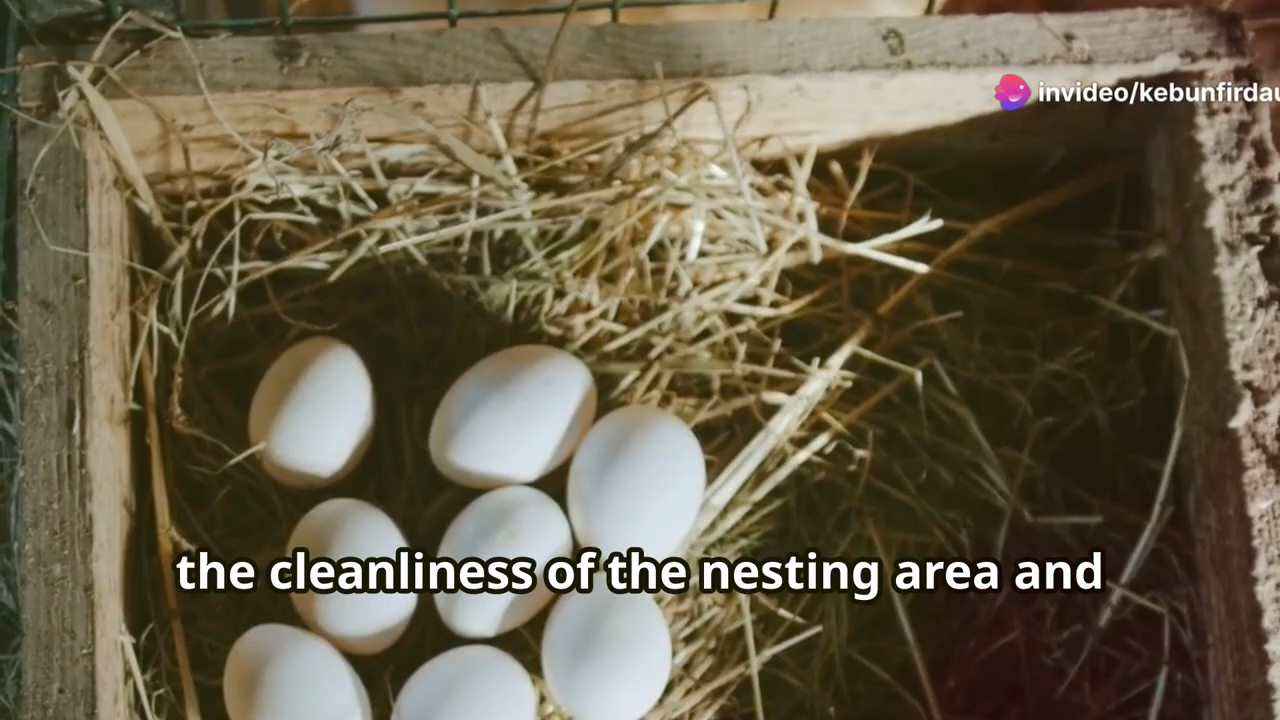 invideo/kebunfirdau
the cleanliness of the nesting area and